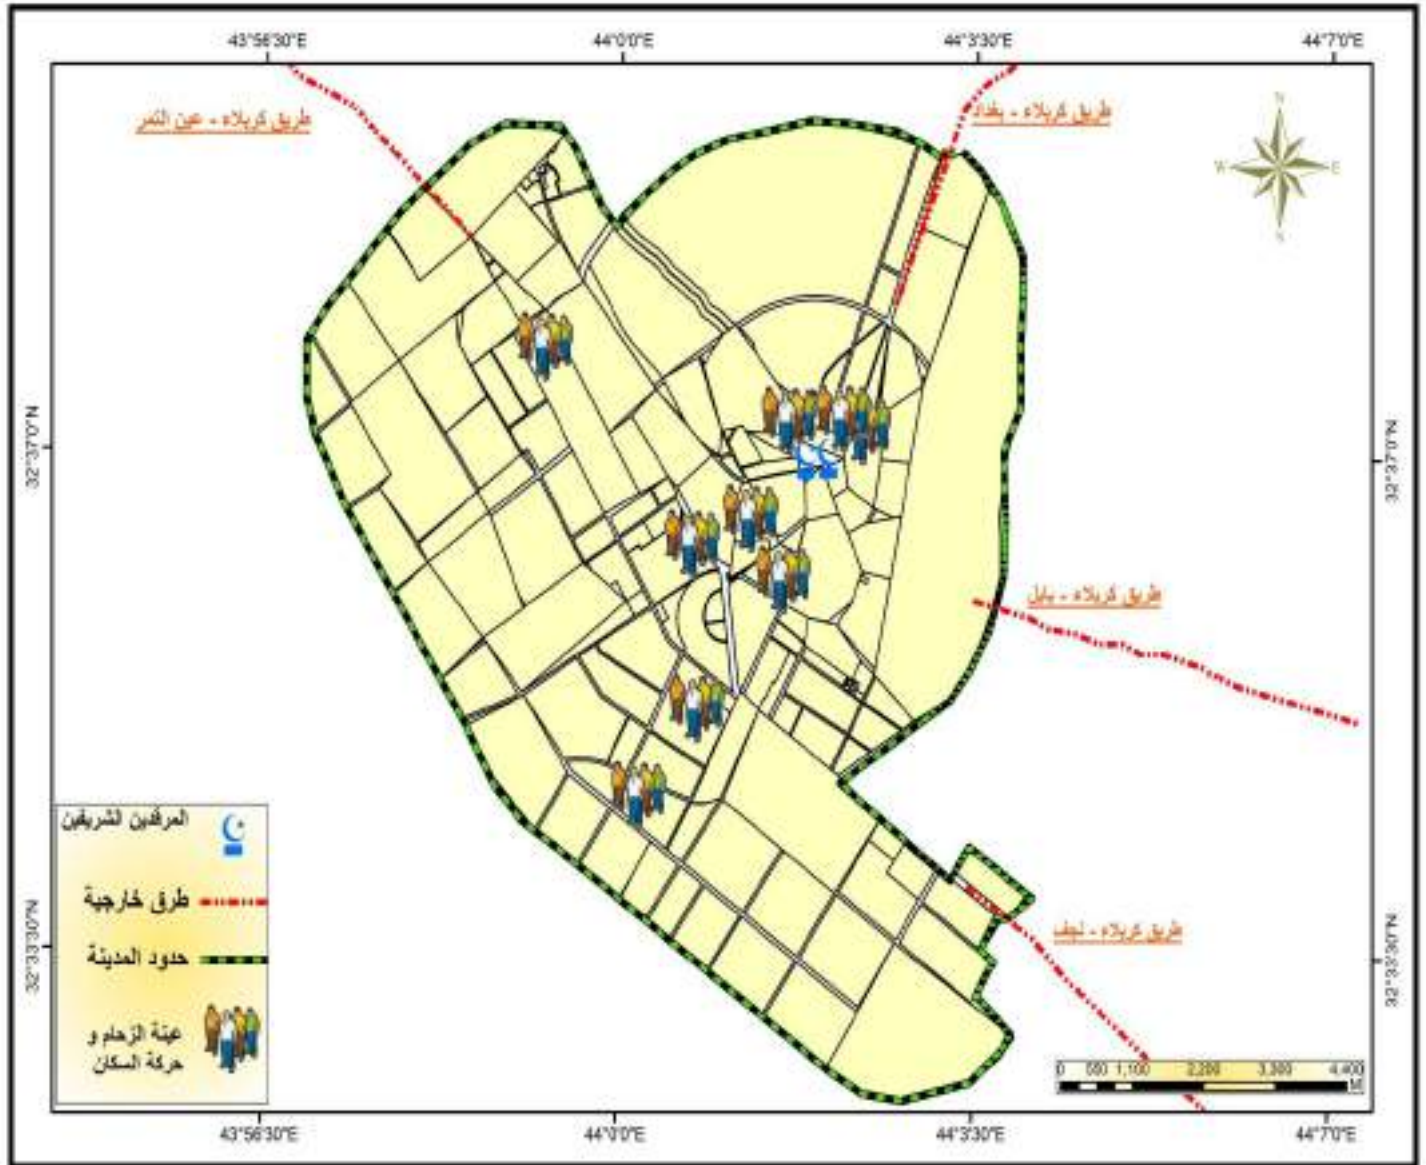 43°56'30"E
44°0'0"E
44°3'30"E
44°7'0"E
طريق كربلاء - عين التمر
طريق كربلاء - بغداد
N
W
E
S
32°37'0"N
32°37'0"N
طريق كربلاء - بابل
طريق كربلاء - نجف
32°33'30"N
32°33'30"N
المرقدين الشريفين
طرق خارجية
حدود المدينة
عينة الزحام و
حركة السكان
0 550 1,100 2,200 3,300 4,400
M
43°56'30"E
44°0'0"E
44°3'30"E
44°7'0"E